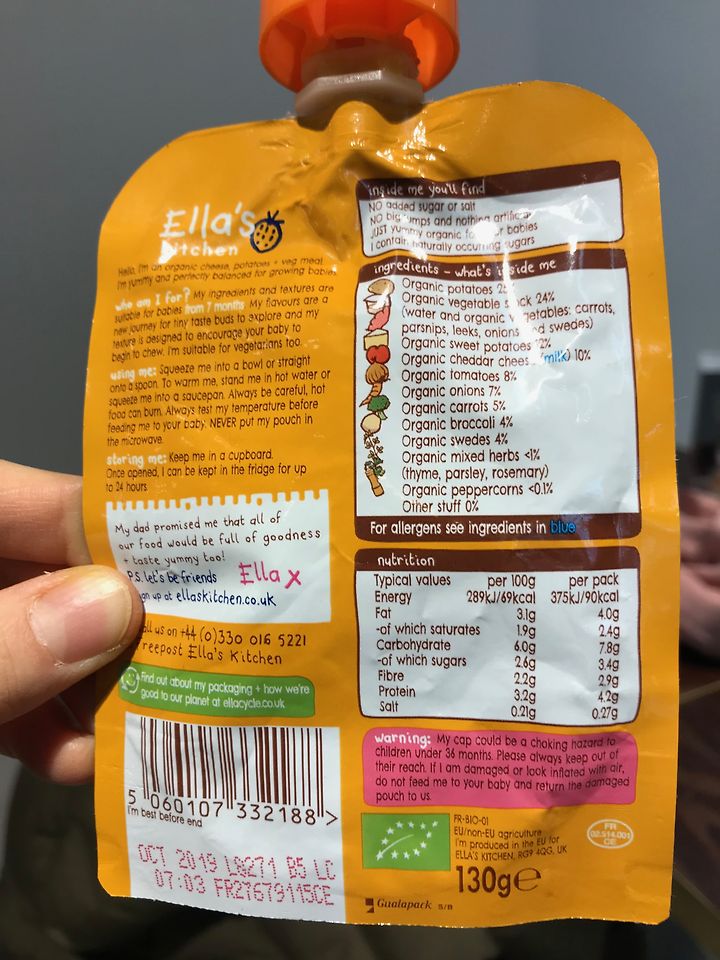 Ella's
kitchen
Hello, I'm an organic cheese, potatoes + veg meal.
I'm yummy and perfectly balanced for growing babies
who am I for? My ingredients and textures are
suitable for babies from 7 months. My flavours are a
new journey for tiny taste buds to explore and my
texture is designed to encourage your baby to
begin to chew. I'm suitable for vegetarians too.
using me: Squeeze me into a bowl or straight
onto a spoon. To warm me, stand me in hot water or
squeeze me into a saucepan. Always be careful, hot
food can burn. Always test my temperature before
feeding me to your baby. NEVER put my pouch in
the microwave.
storing me: Keep me in a cupboard.
Once opened, I can be kept in the fridge for up
to 24 hours.
My dad promised me that all of
our food would be full of goodness
+ taste yummy too!
P.S. let's be friends Ella x
up at ellaskitchen.co.uk
us on +44 (0)330 016 5221
Freepost Ella's Kitchen
Find out about my packaging + how we're
good to our planet at ellacycle.co.uk
5 060107 332188 >
I'm best before end
OCT 2019 L8271 B5 LC
07:03 FR27679115CE
inside me you'll find
NO added sugar or salt
NO big lumps and nothing artificial
JUST yummy organic for babies
I contain naturally occurring sugars
ingredients - what's inside me
Organic potatoes
Organic vegetable stock 24%
(water and organic vegetables: carrots,
parsnips, leeks, onions and swedes)
Organic sweet potatoes 12%
Organic cheddar cheese (milk) 10%
Organic tomatoes 8%
Organic onions 7%
Organic carrots 5%
Organic broccoli 4%
Organic swedes 4%
Organic mixed herbs <1%
(thyme, parsley, rosemary)
Organic peppercorns <0.1%
Other stuff 0%
For allergens see ingredients in blue
nutrition
Typical values per 100g per pack
Energy 289kJ/69kcal 375kJ/90kcal
Fat 3.1g 4.0g
-of which saturates 1.9g 2.4g
Carbohydrate 6.0g 7.8g
-of which sugars 2.6g 3.4g
Fibre 2.2g 2.9g
Protein 3.2g 4.2g
Salt 0.21g 0.27g
warning: My cap could be a choking hazard to
children under 36 months. Please always keep out of
their reach. If I am damaged or look inflated with air,
do not feed me to your baby and return the damaged
pouch to us.
FR-BIO-01
EU/non-EU agriculture
I'm produced in the EU for
ELLA'S KITCHEN, RG9 4QG, UK
FR
02.514.001
CE
130g℮
Gualapack S/B